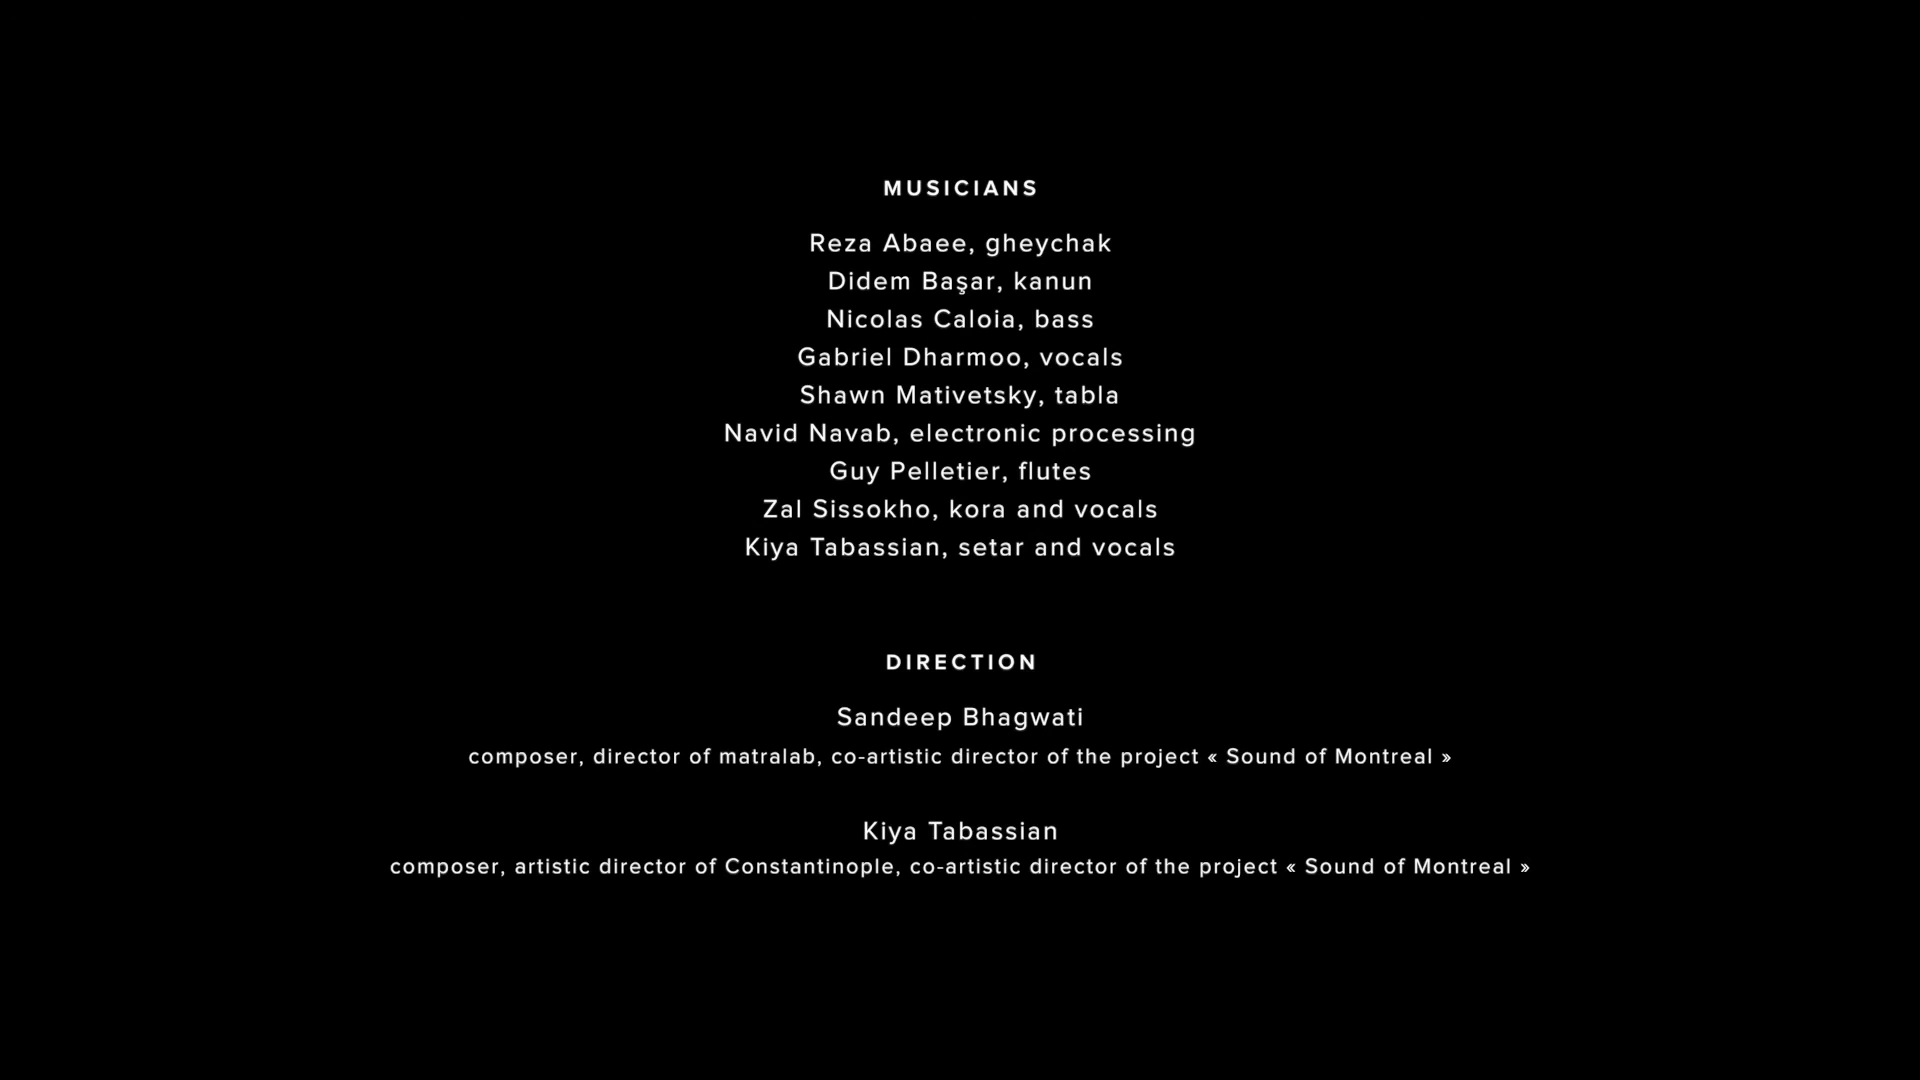 MUSICIANS
Reza Abaee, gheychak
Didem Başar, kanun
Nicolas Caloia, bass
Gabriel Dharmoo, vocals
Shawn Mativetsky, tabla
Navid Navab, electronic processing
Guy Pelletier, flutes
Zal Sissokho, kora and vocals
Kiya Tabassian, setar and vocals
DIRECTION
Sandeep Bhagwati
composer, director of matralab, co-artistic director of the project « Sound of Montreal »
Kiya Tabassian
composer, artistic director of Constantinople, co-artistic director of the project « Sound of Montreal »